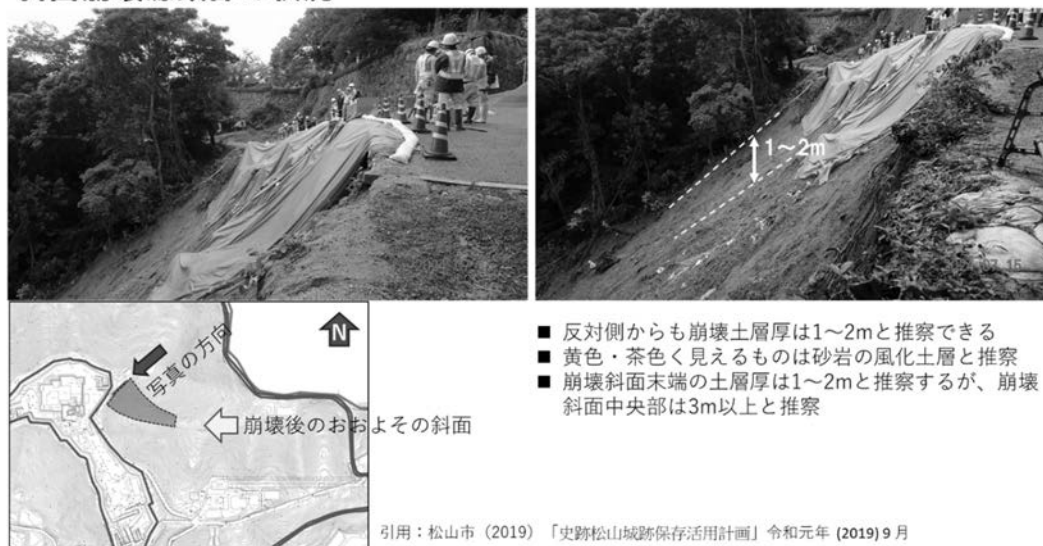 1～2m
07 15
N
写真の方向
崩壊後のおおよその斜面
■ 反対側からも崩壊土層厚は1～2mと推察できる
■ 黄色・茶色く見えるものは砂岩の風化土層と推察
■ 崩壊斜面末端の土層厚は1～2mと推察するが、崩壊
斜面中央部は3m以上と推察
引用：松山市（2019）「史跡松山城跡保存活用計画」令和元年 (2019) 9 月